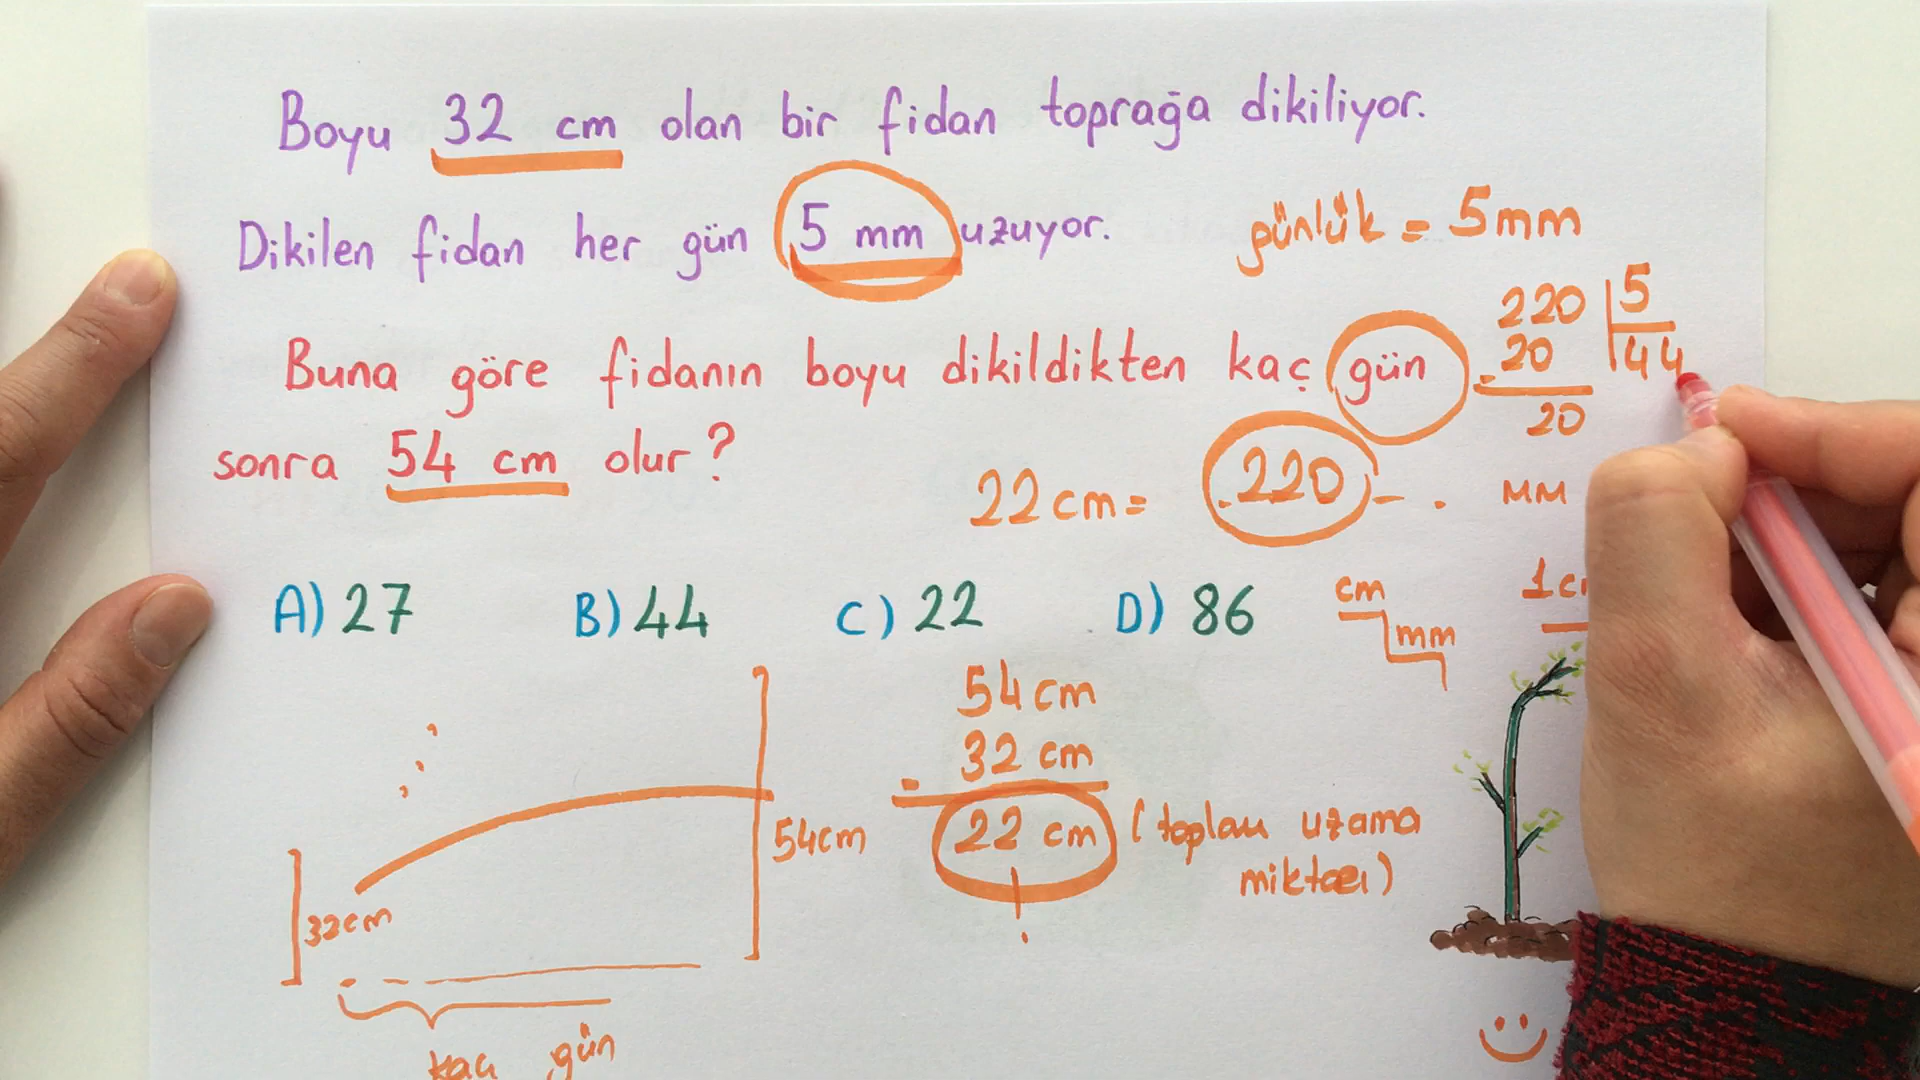 Boyu 32 cm olan bir fidan toprağa dikiliyor.
Dikilen fidan her gün 5 mm uzuyor.
günlük = 5mm
Buna göre fidanın boyu dikildikten kaç gün
sonra 54 cm olur?
220 5
- 20 44
20
22cm = 220 mm
A) 27 B) 44 C) 22 D) 86
cm
mm
54 cm
- 32 cm
22 cm (toplam uzama
miktarı)
32cm
54cm
kaç gün